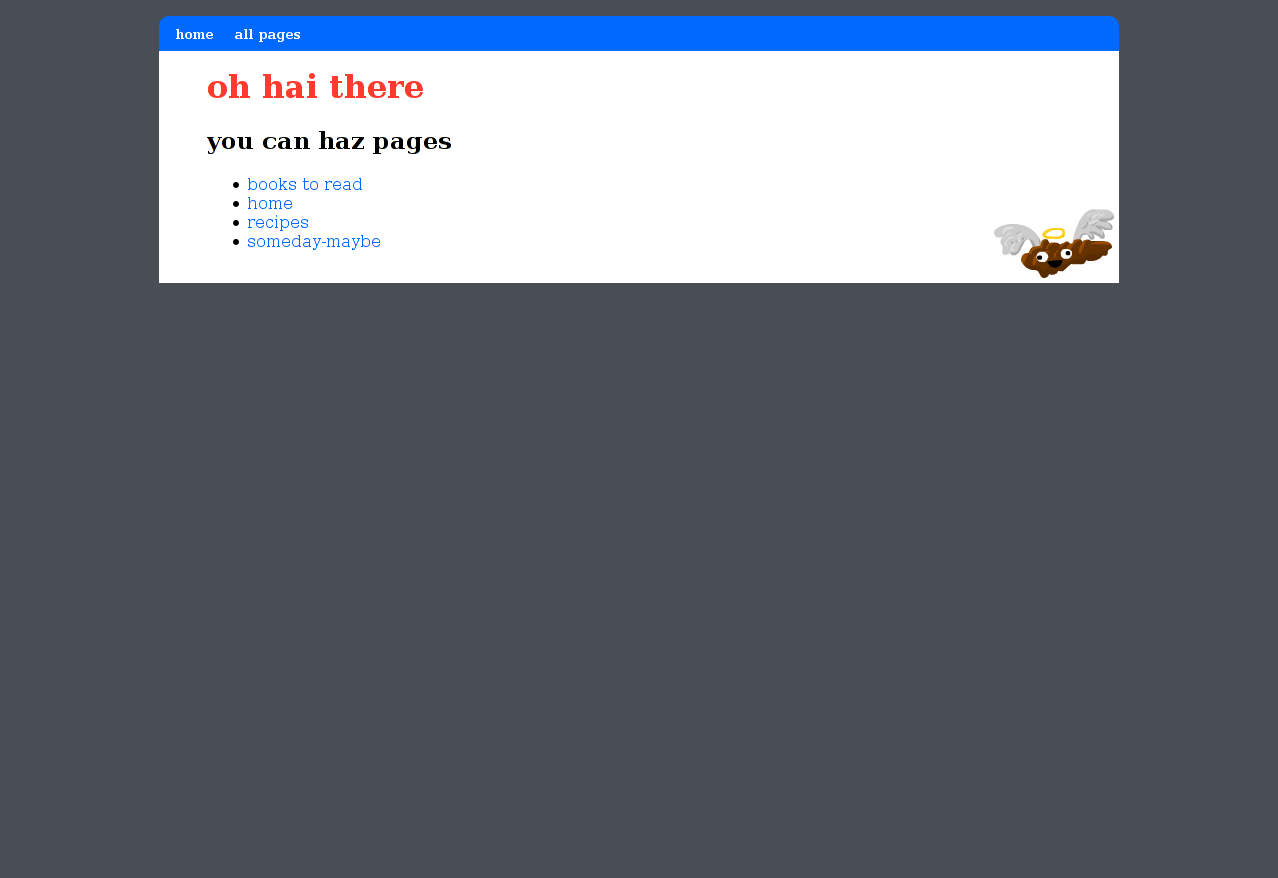 home all pages
oh hai there
you can haz pages
books to read
home
recipes
someday-maybe